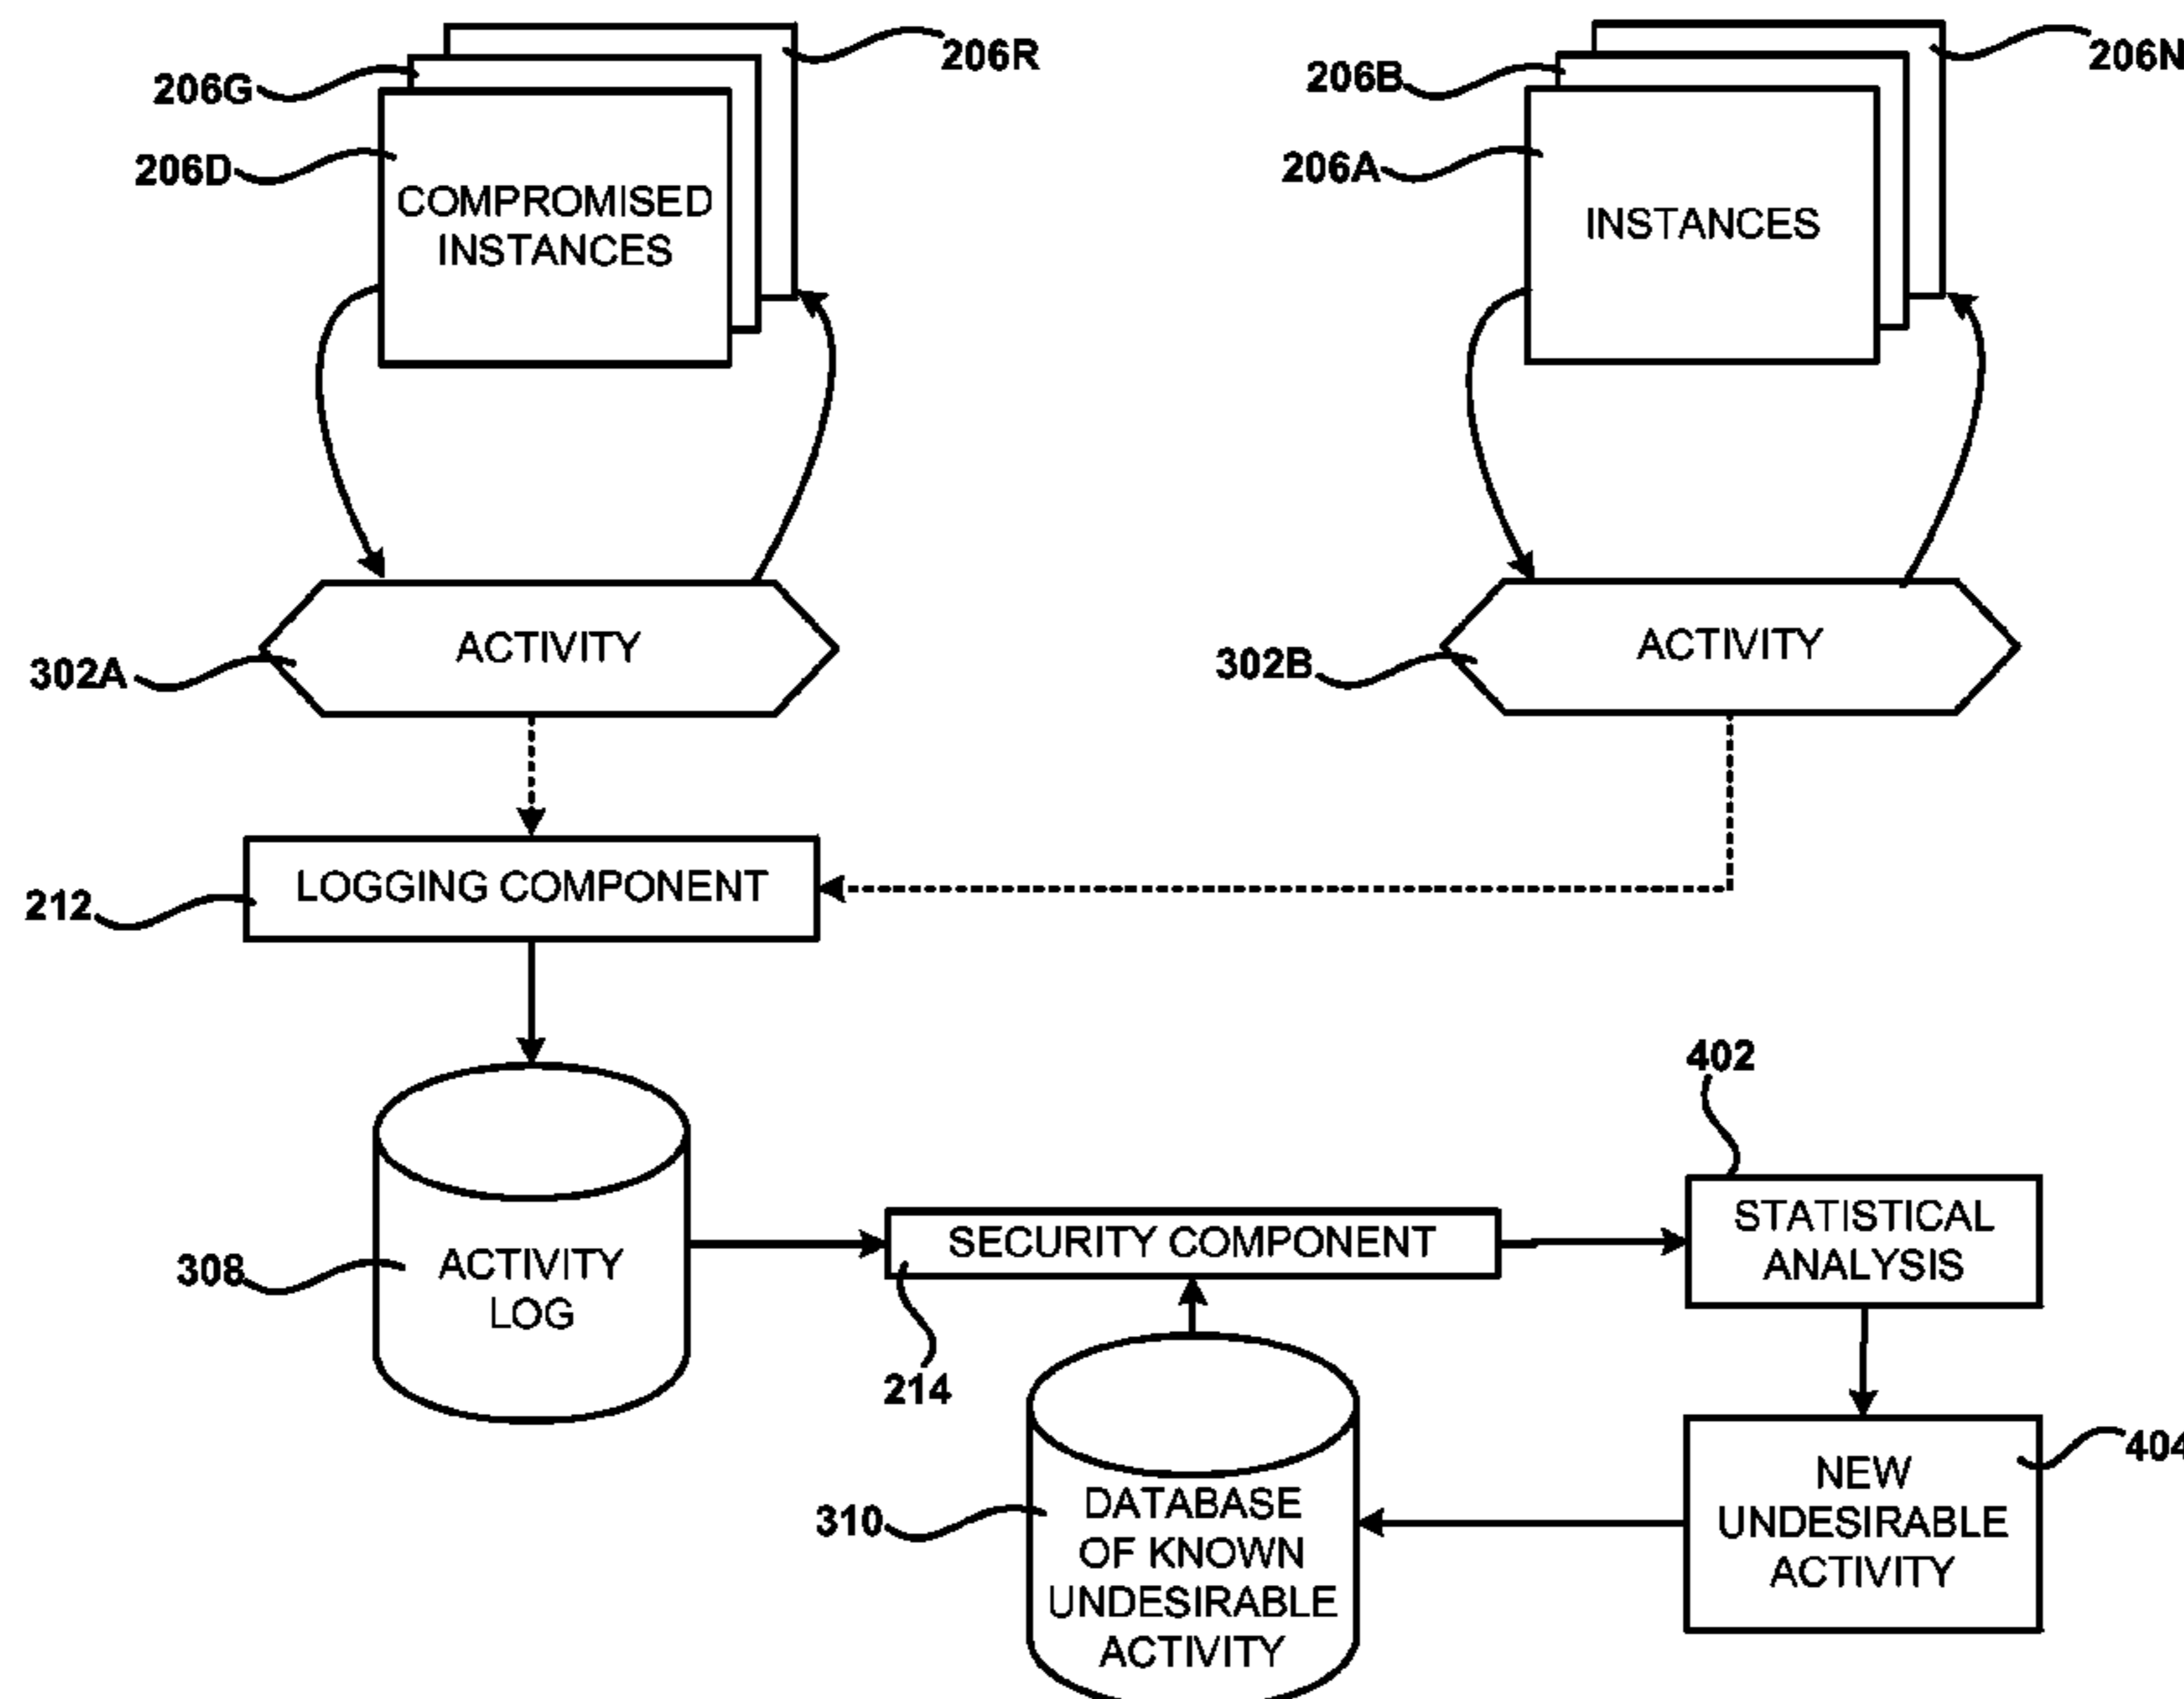 206R
206N
206G
206B
206D
206A
COMPROMISED
INSTANCES
INSTANCES
ACTIVITY
ACTIVITY
302A
302B
LOGGING COMPONENT
212
402
STATISTICAL
ANALYSIS
SECURITY COMPONENT
308
ACTIVITY
LOG
214
404
NEW
UNDESIRABLE
ACTIVITY
310
DATABASE
OF KNOWN
UNDESIRABLE
ACTIVITY